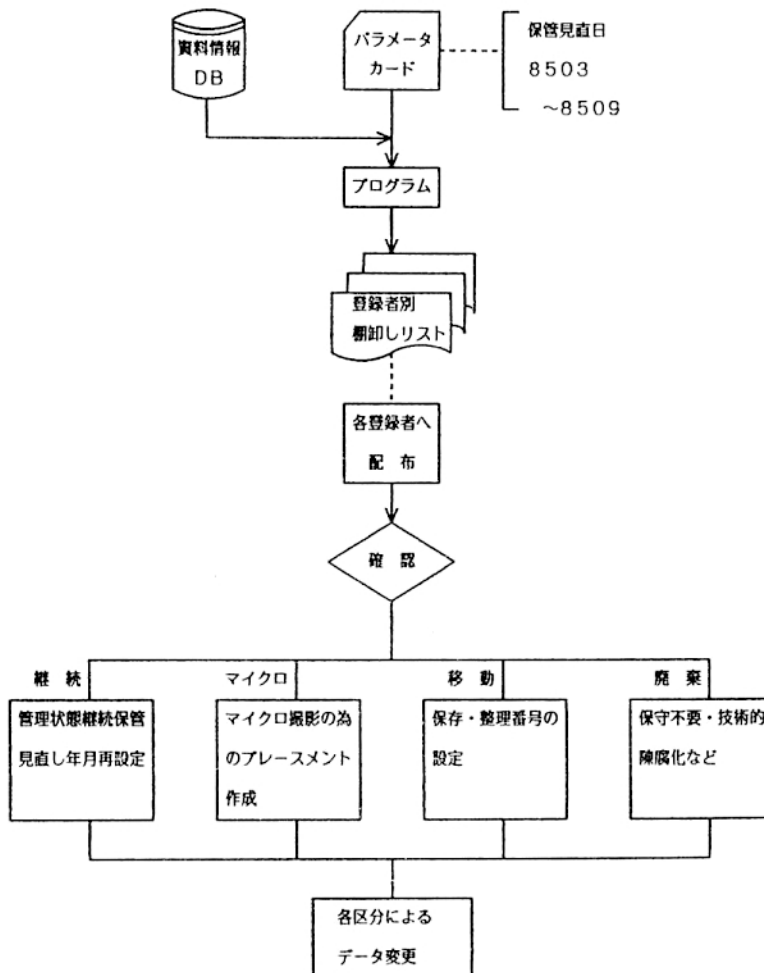 資料情報
DB
パラメータ
カード
保管見直日
8503
～8509
プログラム
登録者別
棚卸しリスト
各登録者へ
配 布
確 認
継 続
マイクロ
移 動
廃 棄
管理状態継続保管
見直し年月再設定
マイクロ撮影の為
のプレースメント
作成
保存・整理番号の
設定
保守不要・技術的
陳腐化など
各区分による
データ変更